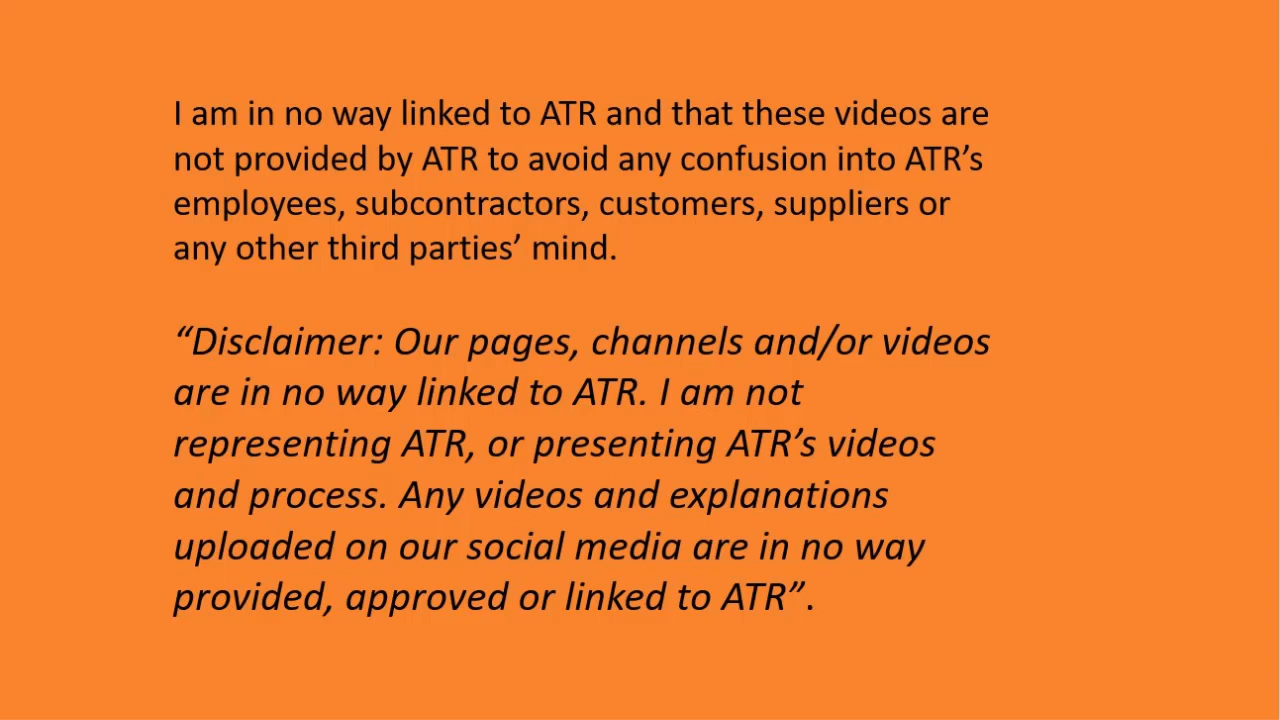 I am in no way linked to ATR and that these videos are
not provided by ATR to avoid any confusion into ATR’s
employees, subcontractors, customers, suppliers or
any other third parties’ mind.
“Disclaimer: Our pages, channels and/or videos
are in no way linked to ATR. I am not
representing ATR, or presenting ATR’s videos
and process. Any videos and explanations
uploaded on our social media are in no way
provided, approved or linked to ATR”.